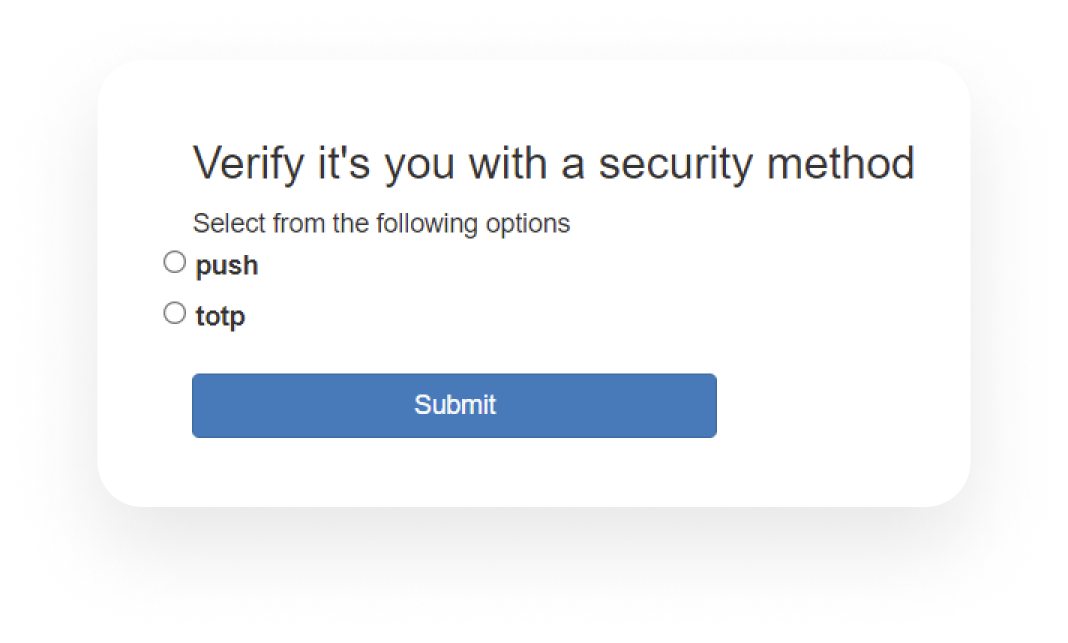 Verify it's you with a security method
Select from the following options
push
totp
Submit